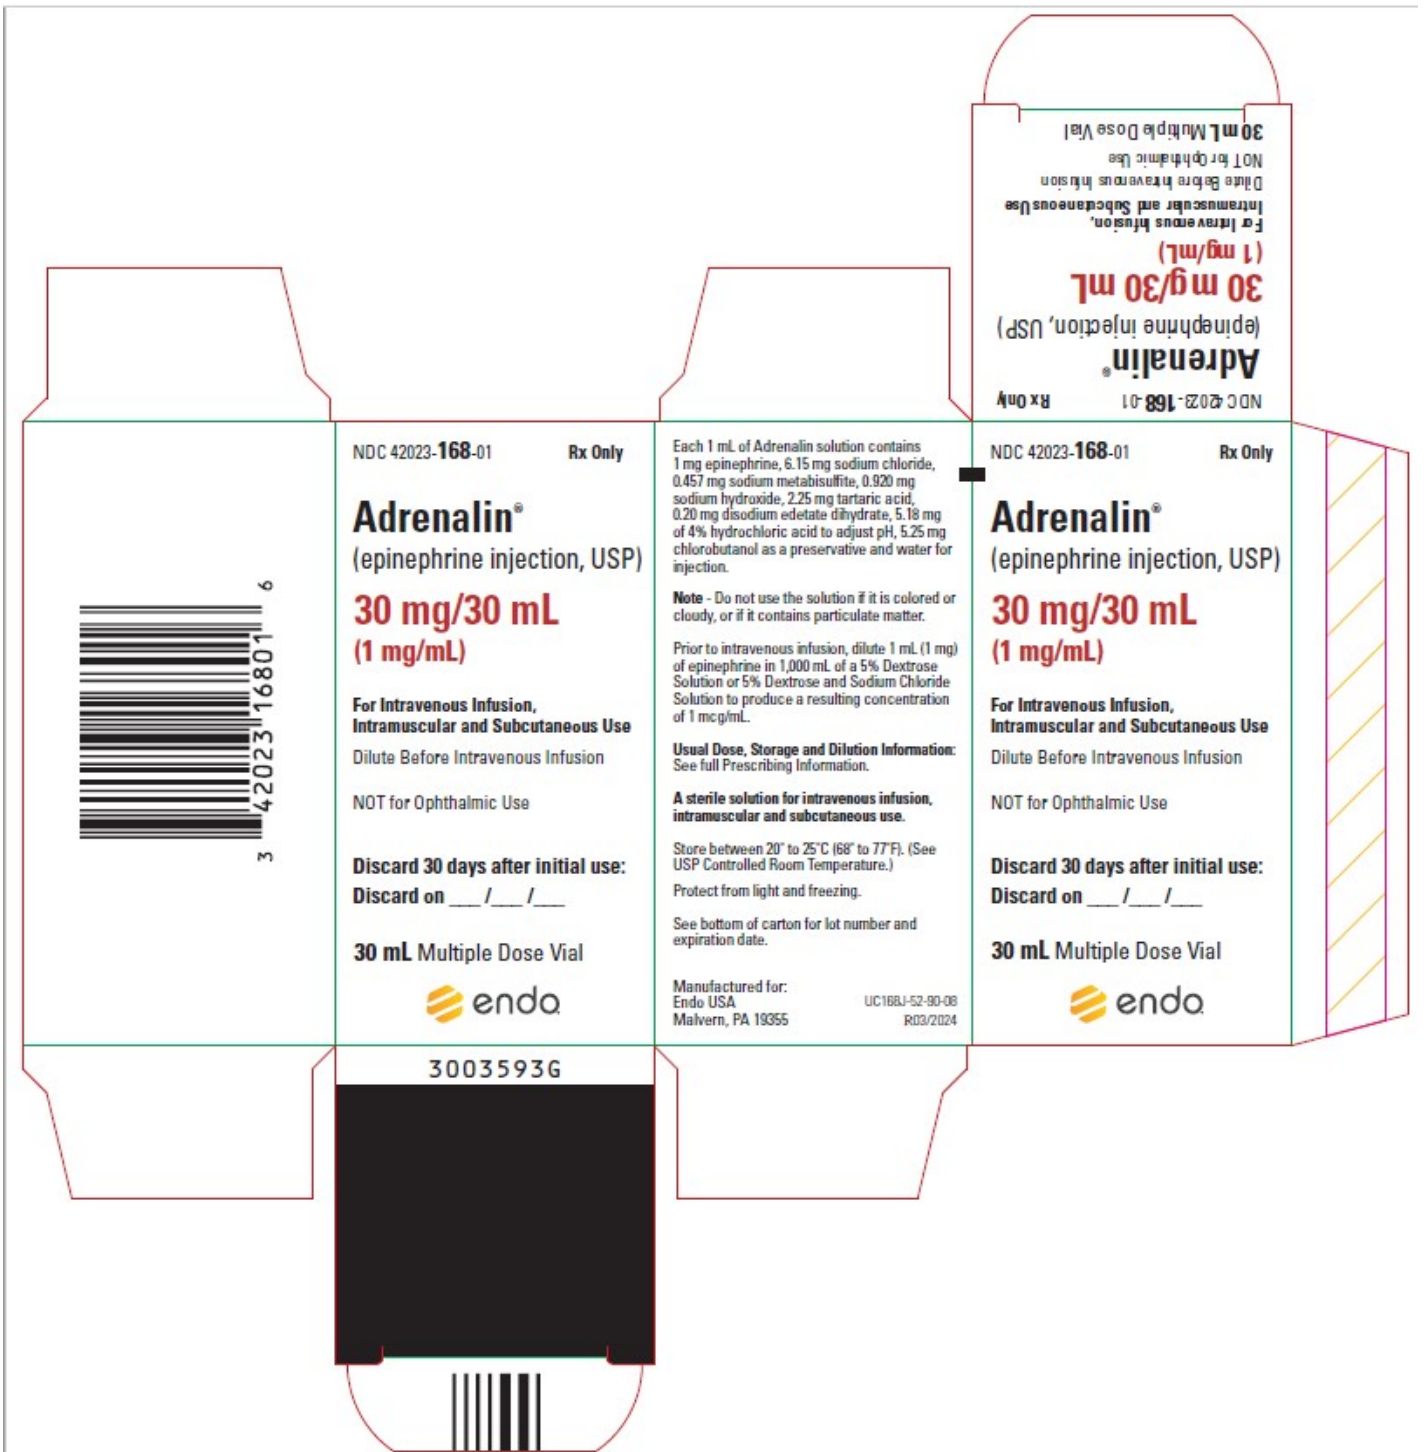 30 mL Multiple Dose Vial
NOT for Ophthalmic Use
Dilute Before Intravenous Infusion
For Intravenous Infusion,
Intramuscular and Subcutaneous Use
(1 mg/mL)
30 mg/30 mL
(epinephrine injection, USP)
Adrenalin®
NDC 42023-168-01 Rx Only
3 42023 16801 6
NDC 42023-168-01 Rx Only
Adrenalin®
(epinephrine injection, USP)
30 mg/30 mL
(1 mg/mL)
For Intravenous Infusion,
Intramuscular and Subcutaneous Use
Dilute Before Intravenous Infusion
NOT for Ophthalmic Use
Discard 30 days after initial use:
Discard on ___ /___ /___
30 mL Multiple Dose Vial
endo
3003593G
Each 1 mL of Adrenalin solution contains
1 mg epinephrine, 6.15 mg sodium chloride,
0.457 mg sodium metabisulfite, 0.920 mg
sodium hydroxide, 2.25 mg tartaric acid,
0.20 mg disodium edetate dihydrate, 5.18 mg
of 4% hydrochloric acid to adjust pH, 5.25 mg
chlorobutanol as a preservative and water for
injection.
Note - Do not use the solution if it is colored or
cloudy, or if it contains particulate matter.
Prior to intravenous infusion, dilute 1 mL (1 mg)
of epinephrine in 1,000 mL of a 5% Dextrose
Solution or 5% Dextrose and Sodium Chloride
Solution to produce a resulting concentration
of 1 mcg/mL.
Usual Dose, Storage and Dilution Information:
See full Prescribing Information.
A sterile solution for intravenous infusion,
intramuscular and subcutaneous use.
Store between 20° to 25°C (68° to 77°F). (See
USP Controlled Room Temperature.)
Protect from light and freezing.
See bottom of carton for lot number and
expiration date.
Manufactured for:
Endo USA
Malvern, PA 19355
UC168J-52-90-08
R03/2024
NDC 42023-168-01 Rx Only
Adrenalin®
(epinephrine injection, USP)
30 mg/30 mL
(1 mg/mL)
For Intravenous Infusion,
Intramuscular and Subcutaneous Use
Dilute Before Intravenous Infusion
NOT for Ophthalmic Use
Discard 30 days after initial use:
Discard on ___ /___ /___
30 mL Multiple Dose Vial
endo